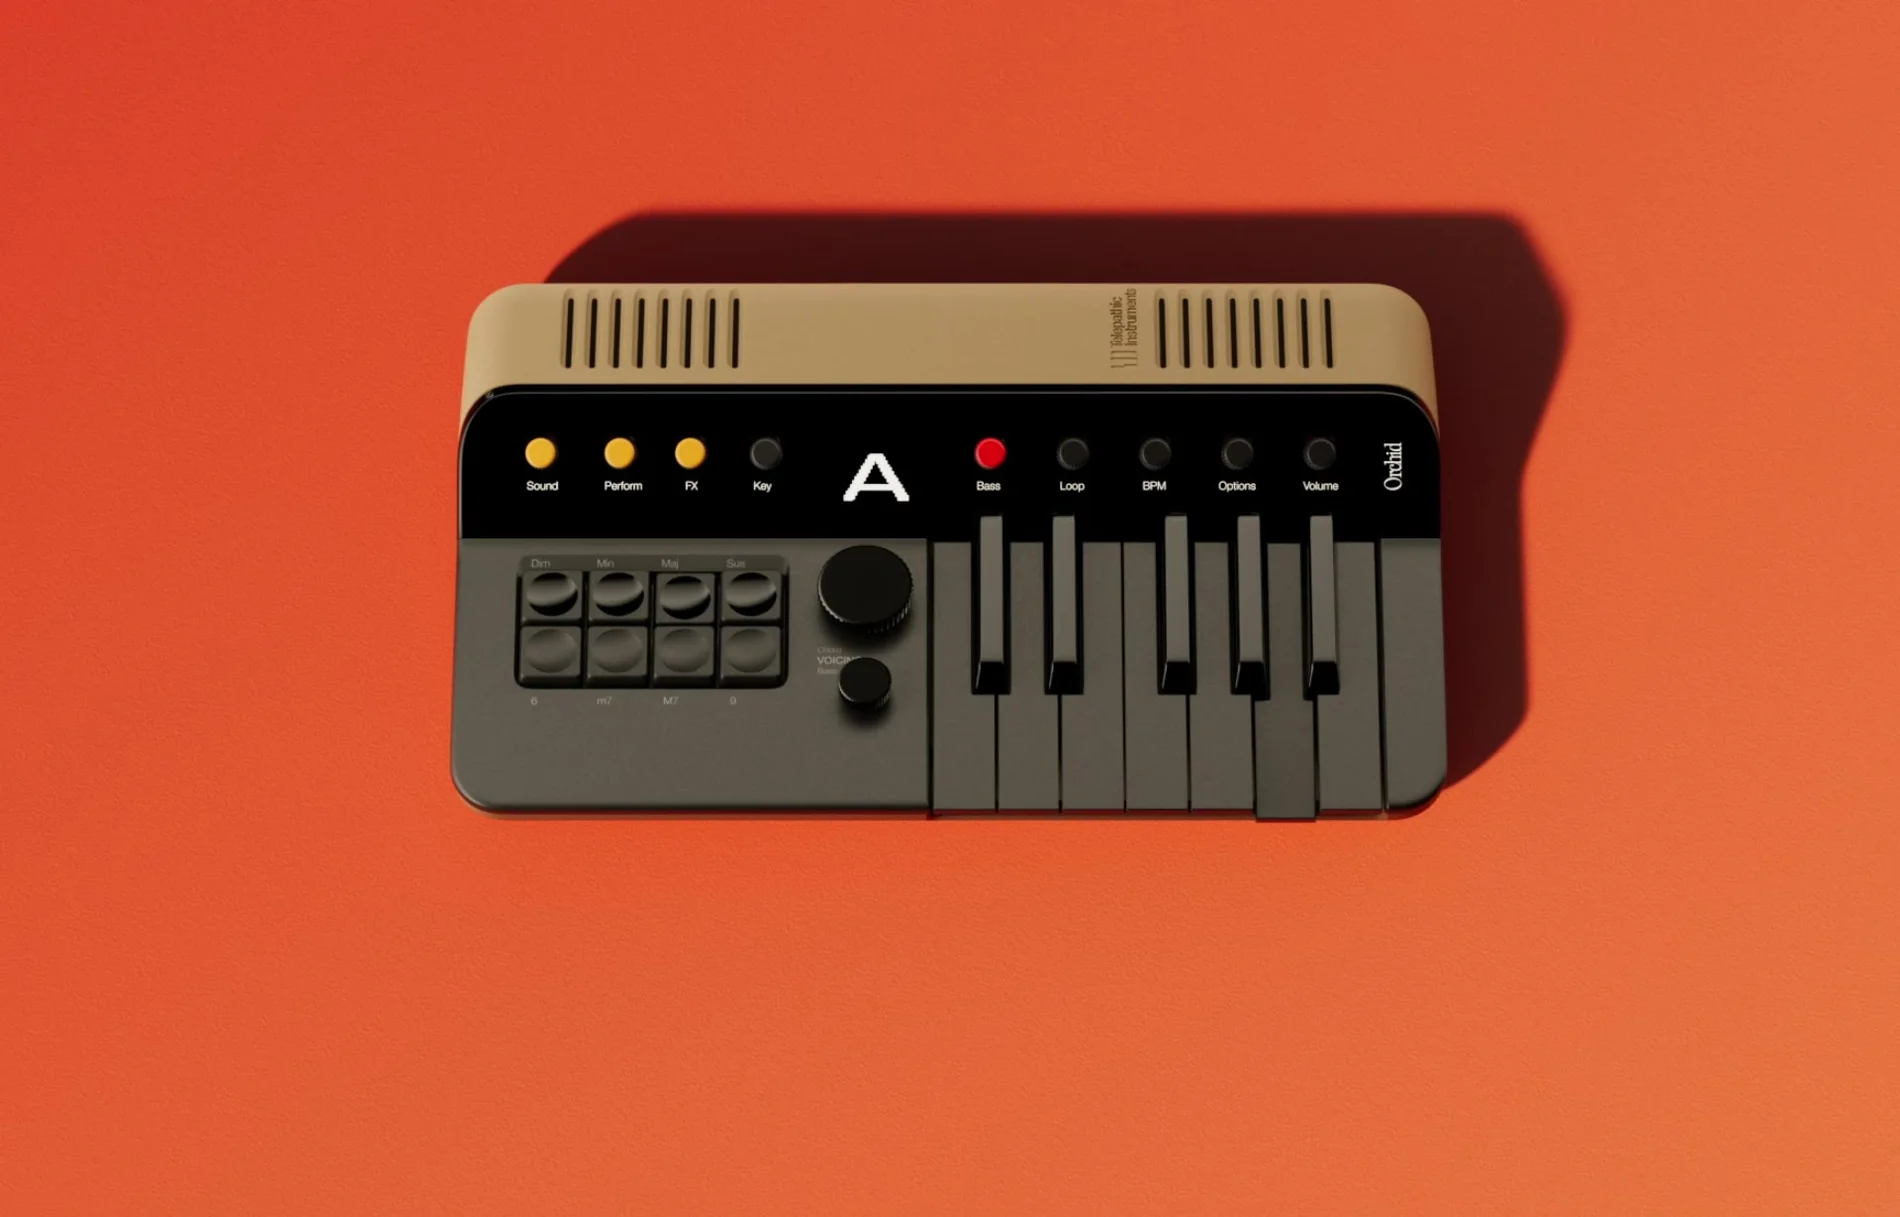 telepathic
instruments
Sound
Perform
FX
Key
A
Bass
Loop
BPM
Options
Volume
Orchid
Dim
Min
Maj
Sus
6
m7
M7
9
Chord
Bass